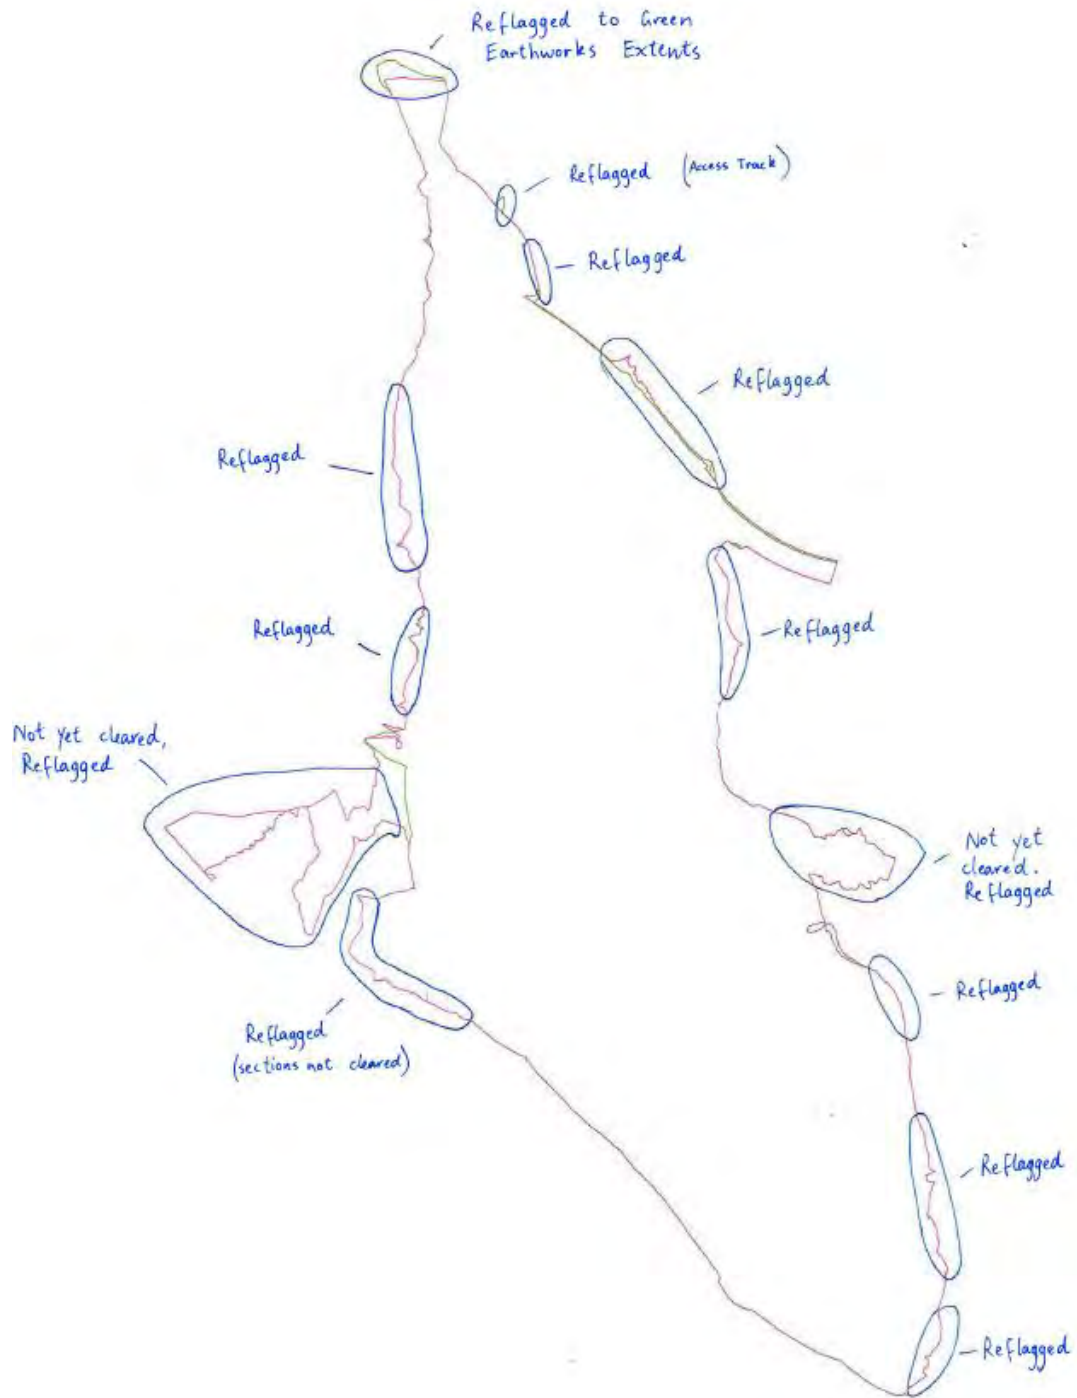 Reflagged to Green
Earthworks Extents
Reflagged (Access Track)
Reflagged
Reflagged
Reflagged
Reflagged
Reflagged
Not yet cleared,
Reflagged
Not yet
cleared.
Reflagged
Reflagged
Reflagged
(sections not cleared)
Reflagged
Reflagged